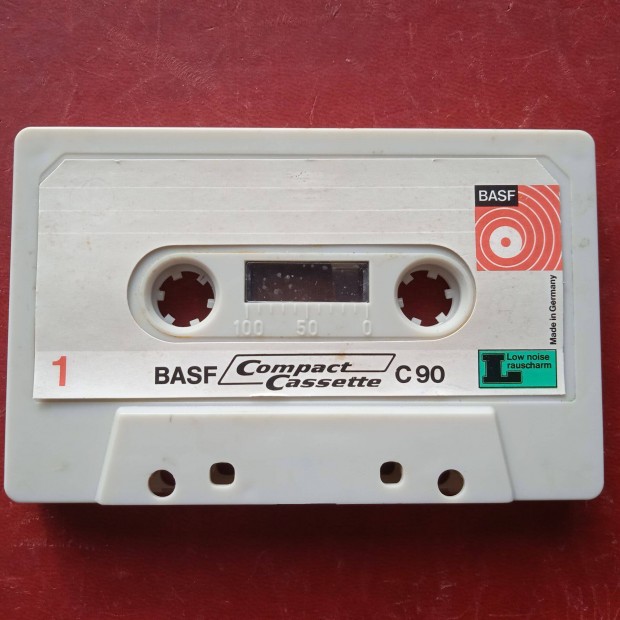 BASF
100 50 0
Made in Germany
1
BASF Compact Cassette C 90
L Low noise
rauscharm